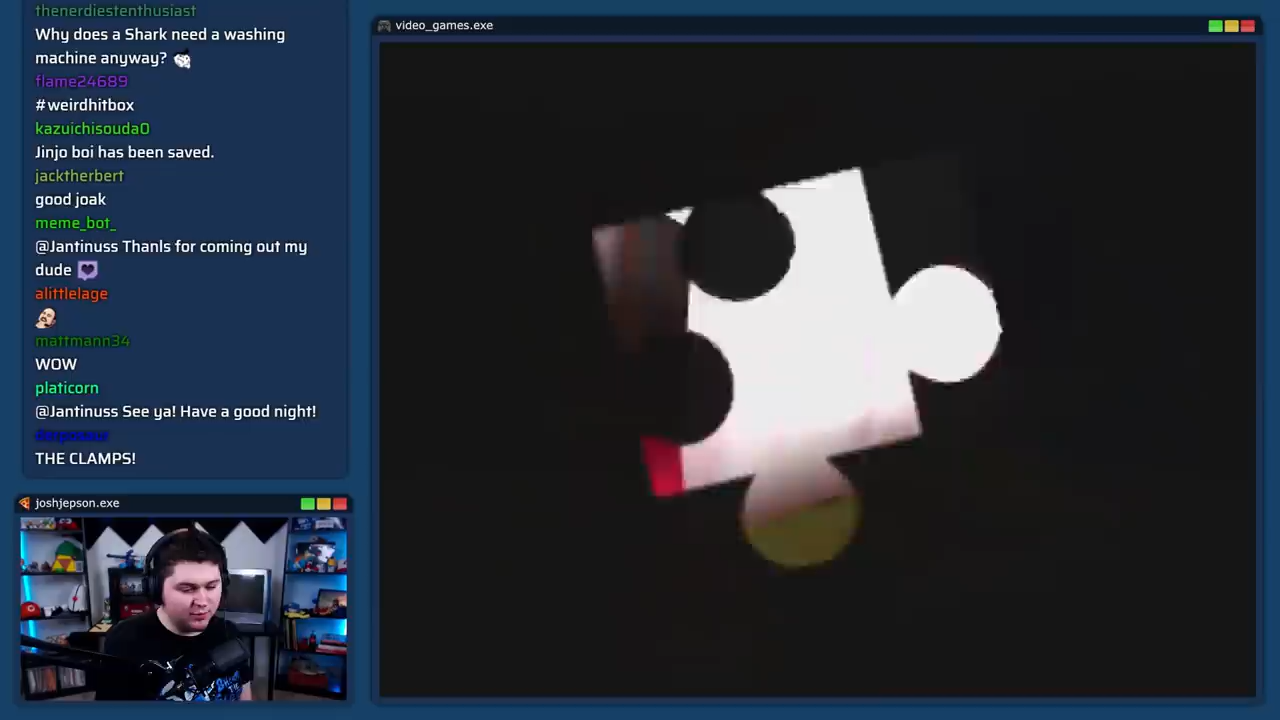 thenerdiestenthusiast
Why does a Shark need a washing
machine anyway?
flame24689
#weirdhitbox
kazuichisouda0
Jinjo boi has been saved.
jacktherbert
good joak
meme_bot_
@Jantinuss Thanls for coming out my
dude
alittlelage
mattmann34
WOW
platicorn
@Jantinuss See ya! Have a good night!
THE CLAMPS!
joshjepson.exe
video_games.exe